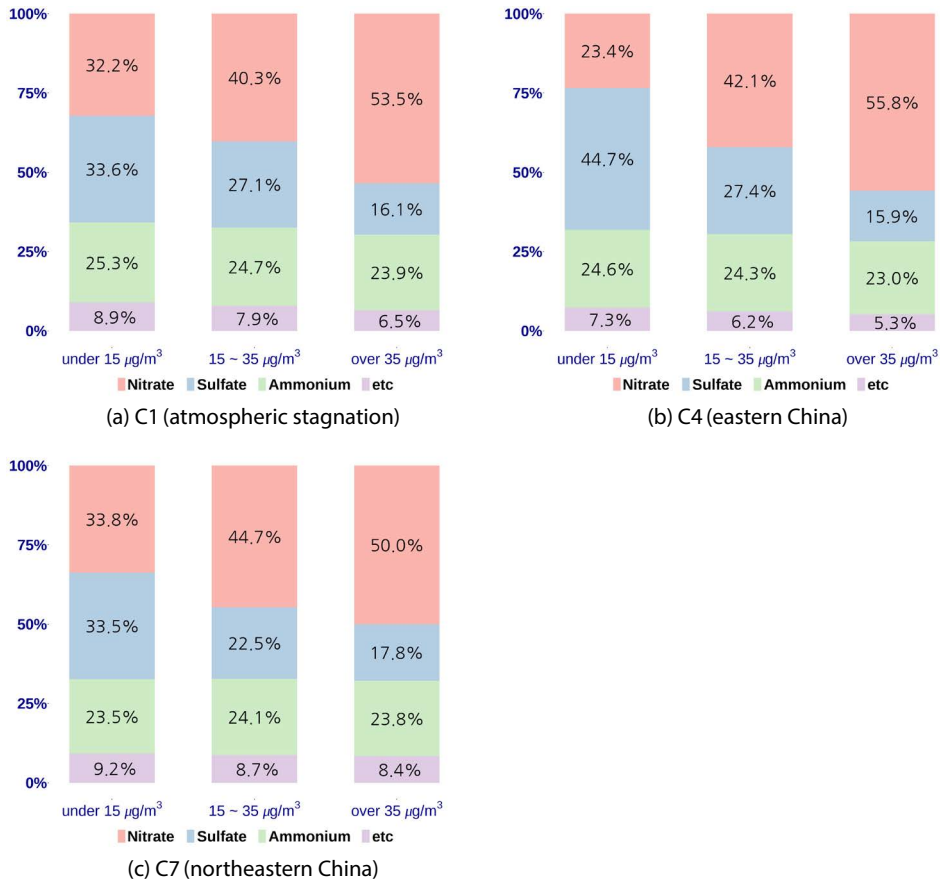 100%
75%
50%
25%
0%
32.2% 40.3% 53.5%
33.6% 27.1% 16.1%
25.3% 24.7% 23.9%
8.9% 7.9% 6.5%
under 15 μg/m³ 15 ~ 35 μg/m³ over 35 μg/m³
Nitrate Sulfate Ammonium etc
(a) C1 (atmospheric stagnation)
100%
75%
50%
25%
0%
23.4% 42.1% 55.8%
44.7% 27.4% 15.9%
24.6% 24.3% 23.0%
7.3% 6.2% 5.3%
under 15 μg/m³ 15 ~ 35 μg/m³ over 35 μg/m³
Nitrate Sulfate Ammonium etc
(b) C4 (eastern China)
100%
75%
50%
25%
0%
33.8% 44.7% 50.0%
33.5% 22.5% 17.8%
23.5% 24.1% 23.8%
9.2% 8.7% 8.4%
under 15 μg/m³ 15 ~ 35 μg/m³ over 35 μg/m³
Nitrate Sulfate Ammonium etc
(c) C7 (northeastern China)